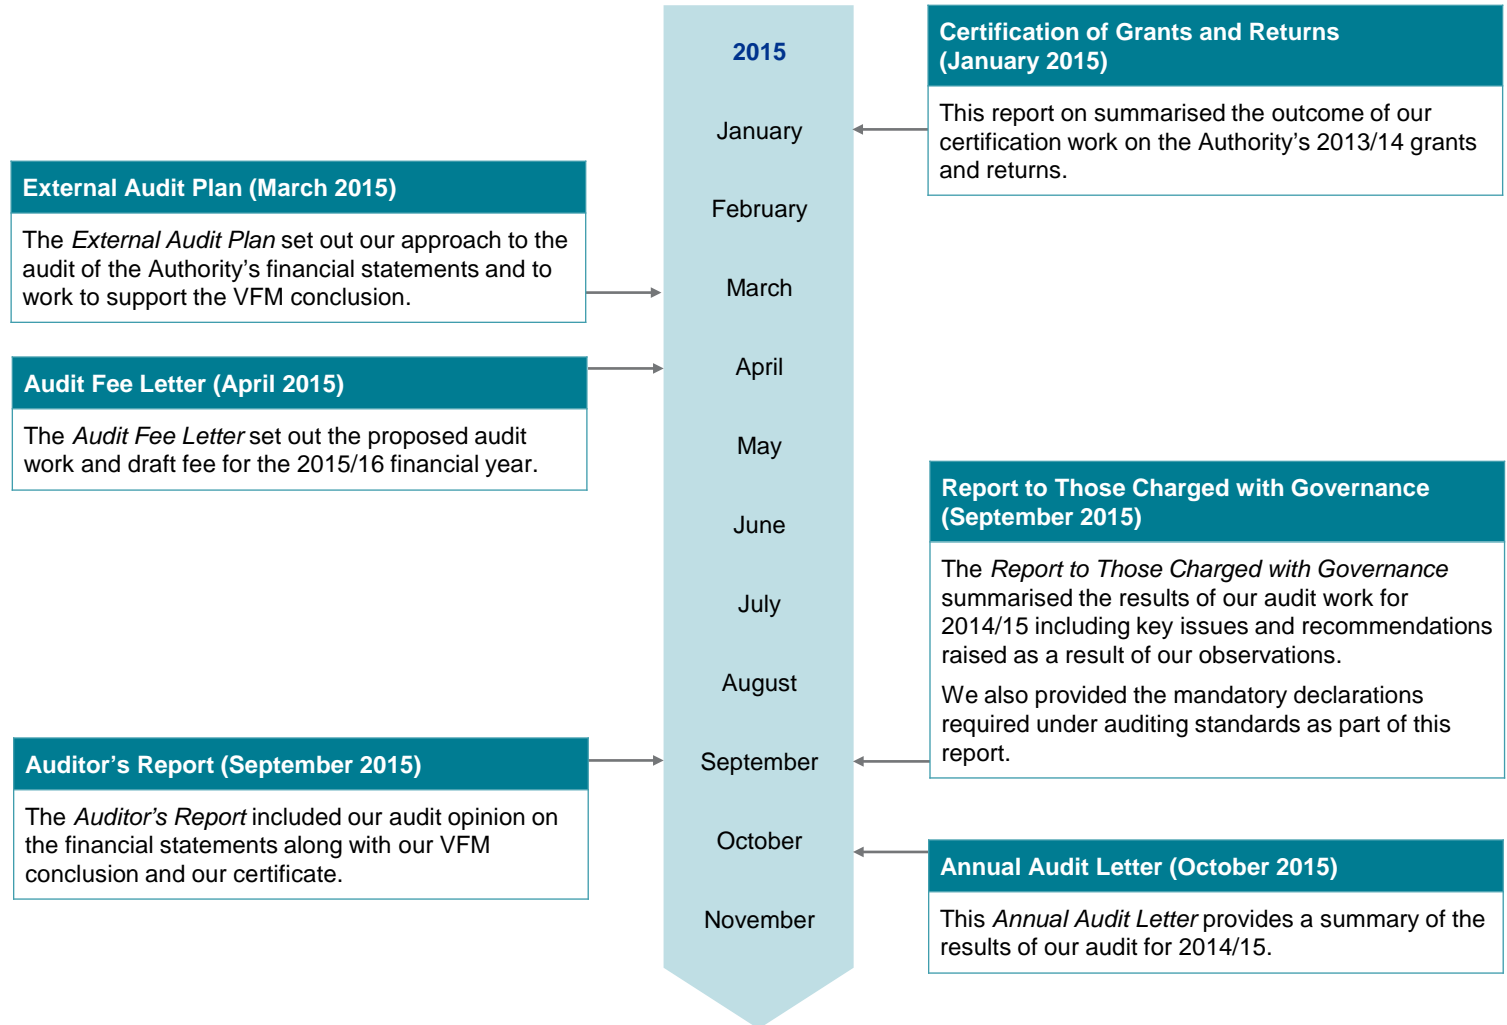 2015
January
February
March
April
May
June
July
August
September
October
November
Certification of Grants and Returns
(January 2015)
This report on summarised the outcome of our
certification work on the Authority’s 2013/14 grants
and returns.
External Audit Plan (March 2015)
The External Audit Plan set out our approach to the
audit of the Authority’s financial statements and to
work to support the VFM conclusion.
Audit Fee Letter (April 2015)
The Audit Fee Letter set out the proposed audit
work and draft fee for the 2015/16 financial year.
Report to Those Charged with Governance
(September 2015)
The Report to Those Charged with Governance
summarised the results of our audit work for
2014/15 including key issues and recommendations
raised as a result of our observations.
We also provided the mandatory declarations
required under auditing standards as part of this
report.
Auditor’s Report (September 2015)
The Auditor’s Report included our audit opinion on
the financial statements along with our VFM
conclusion and our certificate.
Annual Audit Letter (October 2015)
This Annual Audit Letter provides a summary of the
results of our audit for 2014/15.